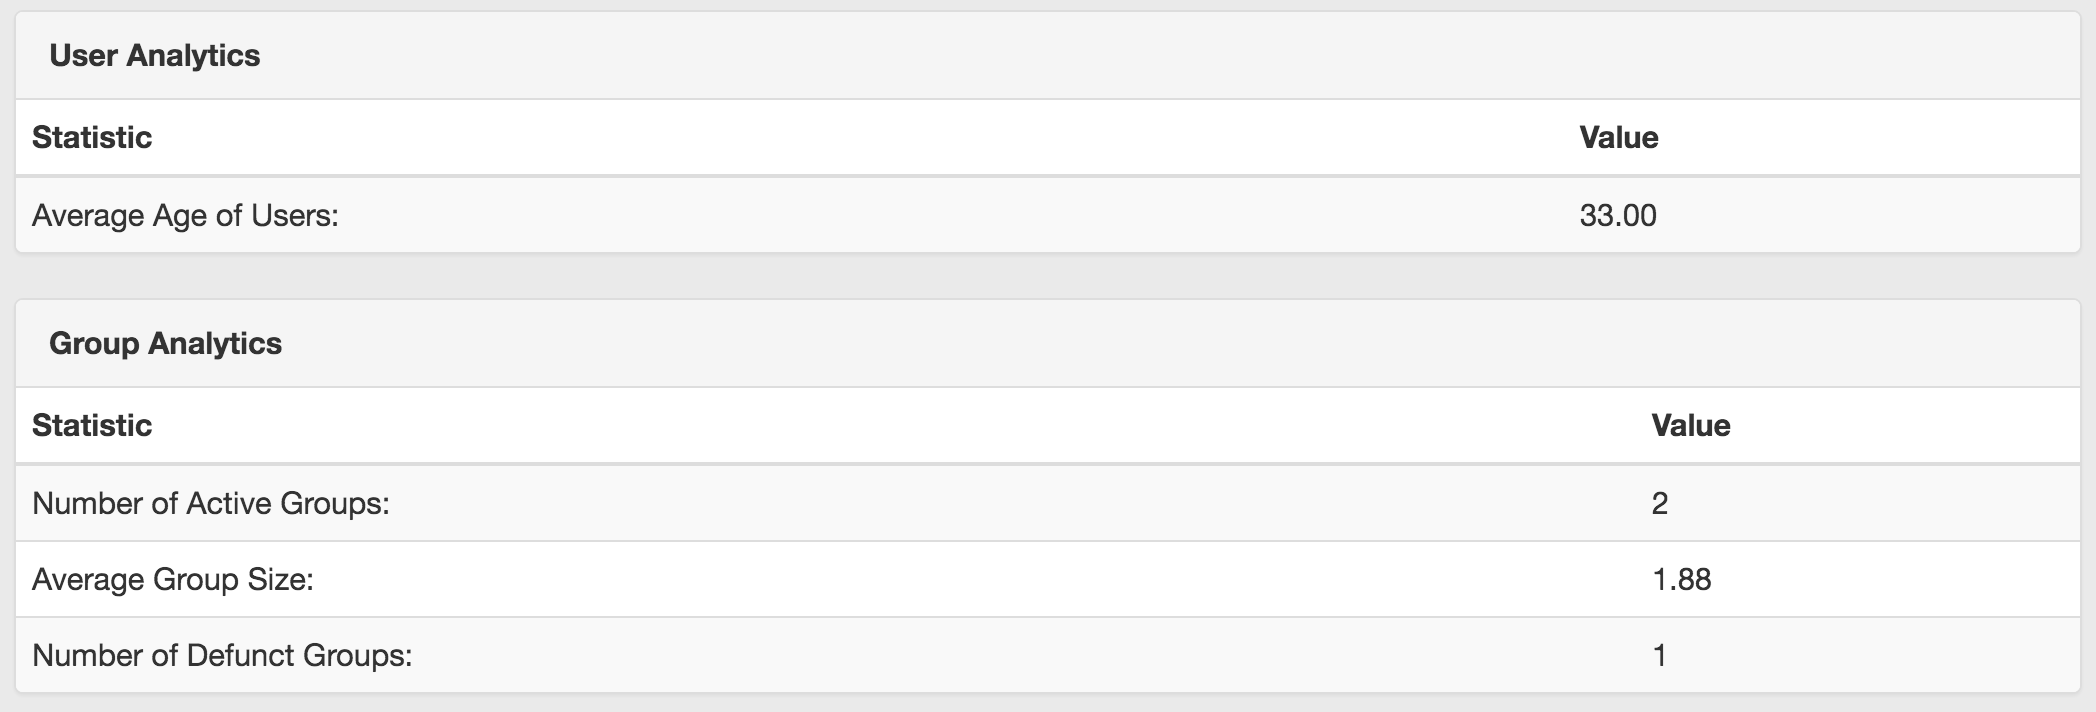 User Analytics
Statistic Value
Average Age of Users: 33.00
Group Analytics
Statistic Value
Number of Active Groups: 2
Average Group Size: 1.88
Number of Defunct Groups: 1